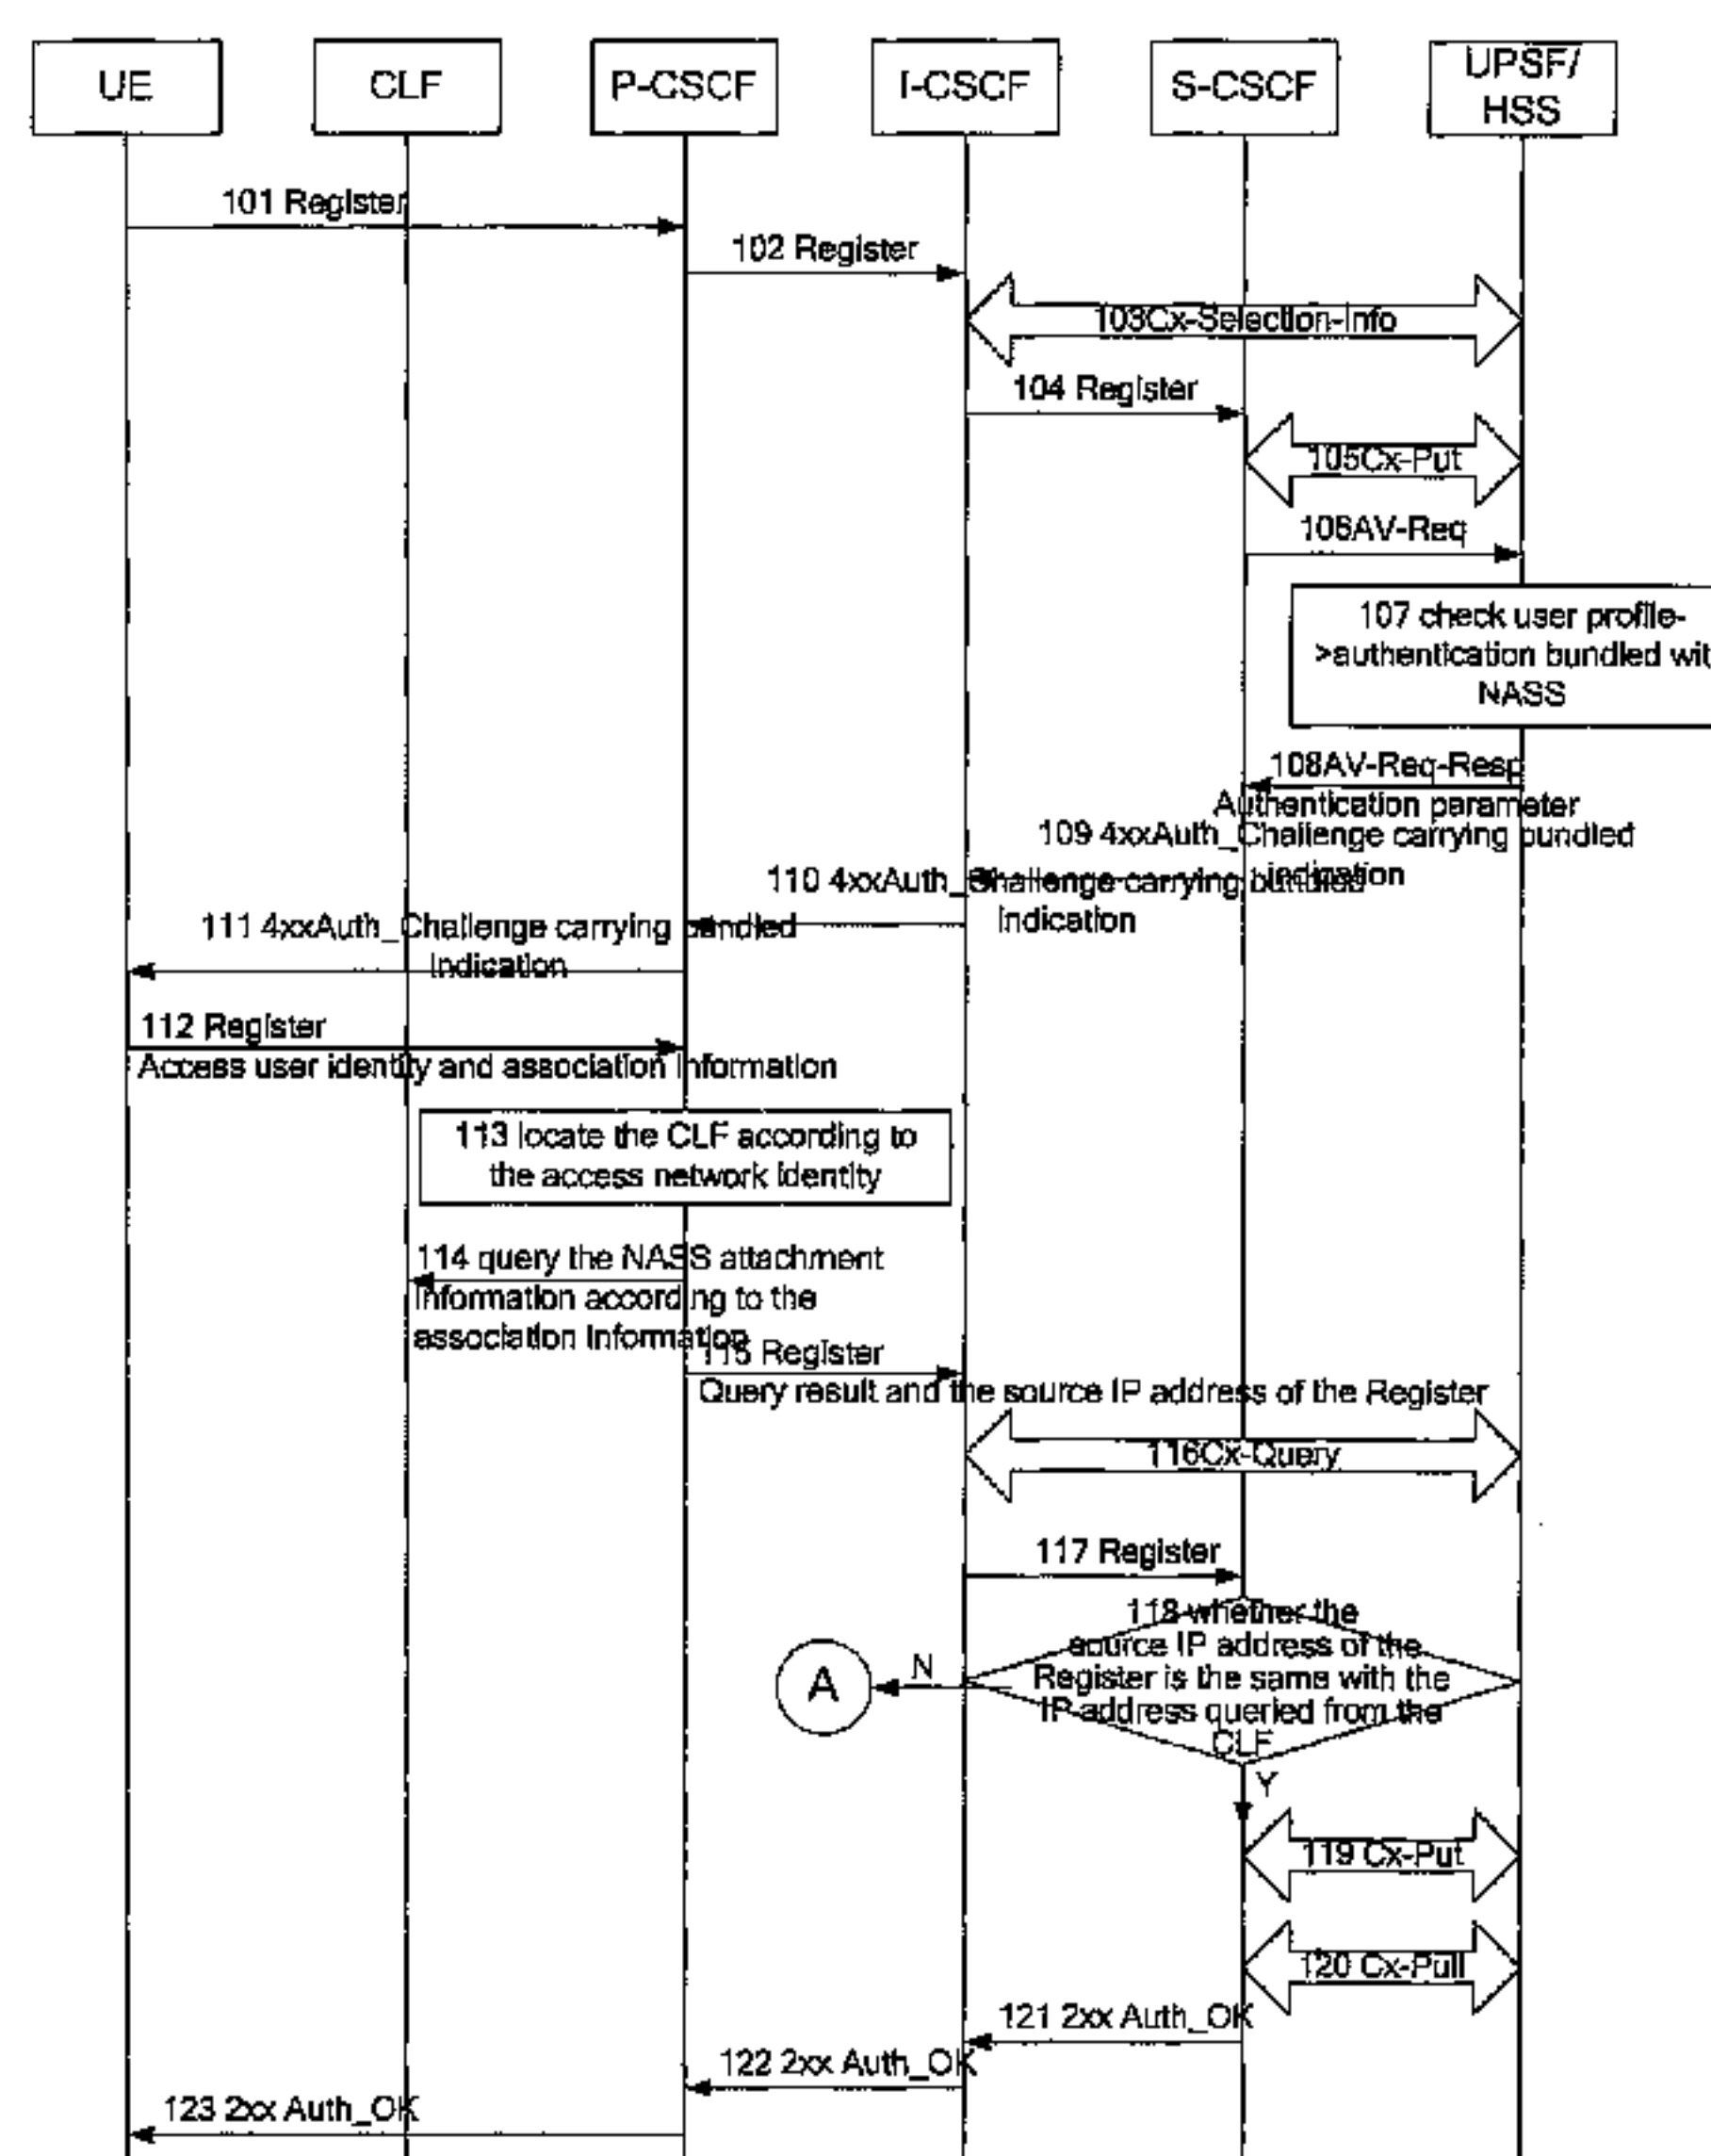 UE
CLF
P-CSCF
I-CSCF
S-CSCF
UPSF/
HSS
101 Register
102 Register
103Cx-Selection-Info
104 Register
105Cx-Put
106AV-Req
107 check user profile-
>authentication bundled wit
NASS
108AV-Req-Resp
Authentication parameter
109 4xxAuth_Challenge carrying bundled
indication
110 4xxAuth_Challenge carrying bundled
indication
111 4xxAuth_Challenge carrying bundled
indication
112 Register
Access user identity and association information
113 locate the CLF according to
the access network identity
114 query the NASS attachment
information according to the
association information
115 Register
Query result and the source IP address of the Register
116Cx-Query
117 Register
118 whether the
source IP address of the
Register is the same with the
IP address queried from the
CLF
N
A
Y
119 Cx-Put
120 Cx-Pull
121 2xx Auth_OK
122 2xx Auth_OK
123 2xx Auth_OK